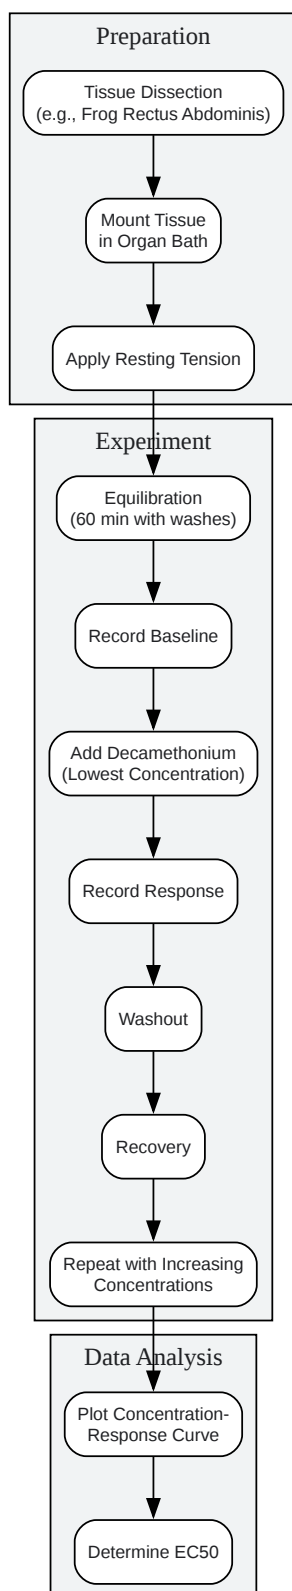 Preparation
Tissue Dissection
(e.g., Frog Rectus Abdominis)
Mount Tissue
in Organ Bath
Apply Resting Tension
Experiment
Equilibration
(60 min with washes)
Record Baseline
Add Decamethonium
(Lowest Concentration)
Record Response
Washout
Recovery
Repeat with Increasing
Concentrations
Data Analysis
Plot Concentration-
Response Curve
Determine EC50